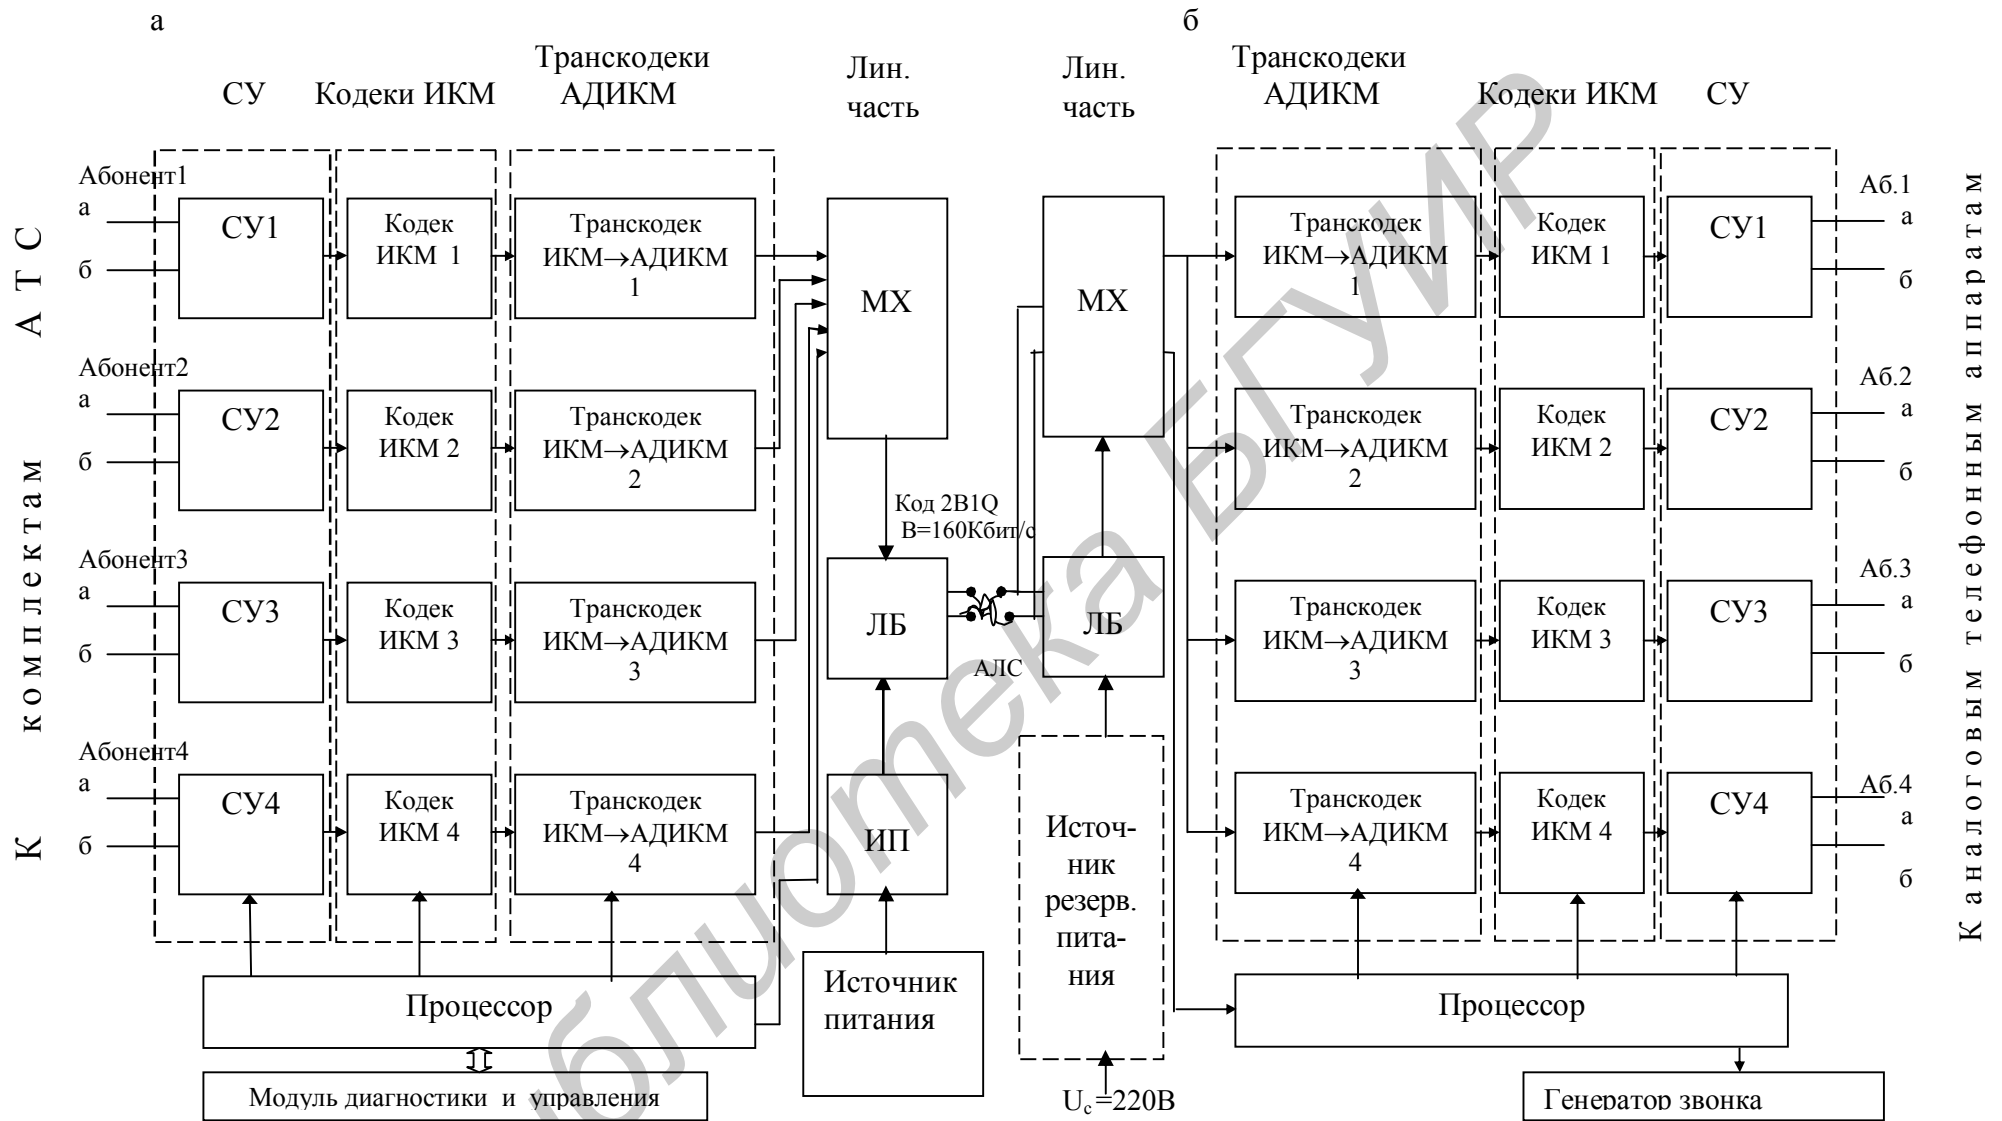 а
б
СУ
Кодеки ИКМ
Транскодеки
АДИКМ
Лин.
часть
Лин.
часть
Транскодеки
АДИКМ
Кодеки ИКМ
СУ
К комплектам АТС
Абонент1
а
б
СУ1
Кодек
ИКМ 1
Транскодек
ИКМ→АДИКМ
1
Абонент2
а
б
СУ2
Кодек
ИКМ 2
Транскодек
ИКМ→АДИКМ
2
Абонент3
а
б
СУ3
Кодек
ИКМ 3
Транскодек
ИКМ→АДИКМ
3
Абонент4
а
б
СУ4
Кодек
ИКМ 4
Транскодек
ИКМ→АДИКМ
4
МХ
Код 2B1Q
В=160Кбит/с
ЛБ
АЛС
ИП
Источник
питания
Процессор
Модуль диагностики и управления
МХ
ЛБ
Источ-
ник
резерв.
пита-
ния
Uс=220В
Транскодек
ИКМ→АДИКМ
1
Кодек
ИКМ 1
СУ1
Аб.1
а
б
Транскодек
ИКМ→АДИКМ
2
Кодек
ИКМ 2
СУ2
Аб.2
а
б
Транскодек
ИКМ→АДИКМ
3
Кодек
ИКМ 3
СУ3
Аб.3
а
б
Транскодек
ИКМ→АДИКМ
4
Кодек
ИКМ 4
СУ4
Аб.4
а
б
Процессор
Генератор звонка
К аналоговым телефонным аппаратам
блиотека БГУИР